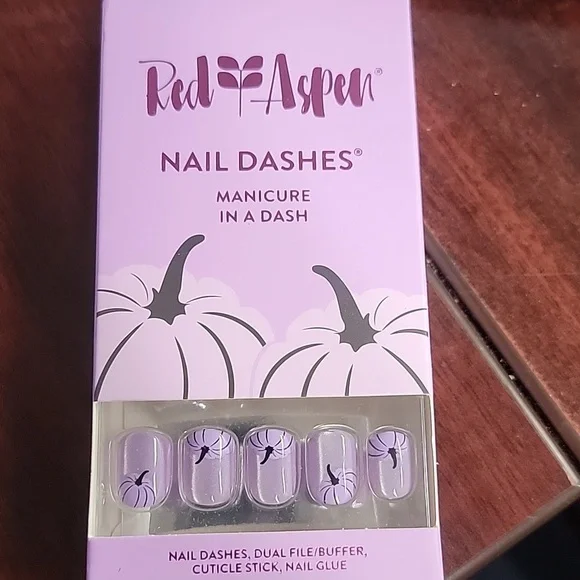 Red Aspen®
NAIL DASHES®
MANICURE
IN A DASH
NAIL DASHES, DUAL FILE/BUFFER,
CUTICLE STICK, NAIL GLUE